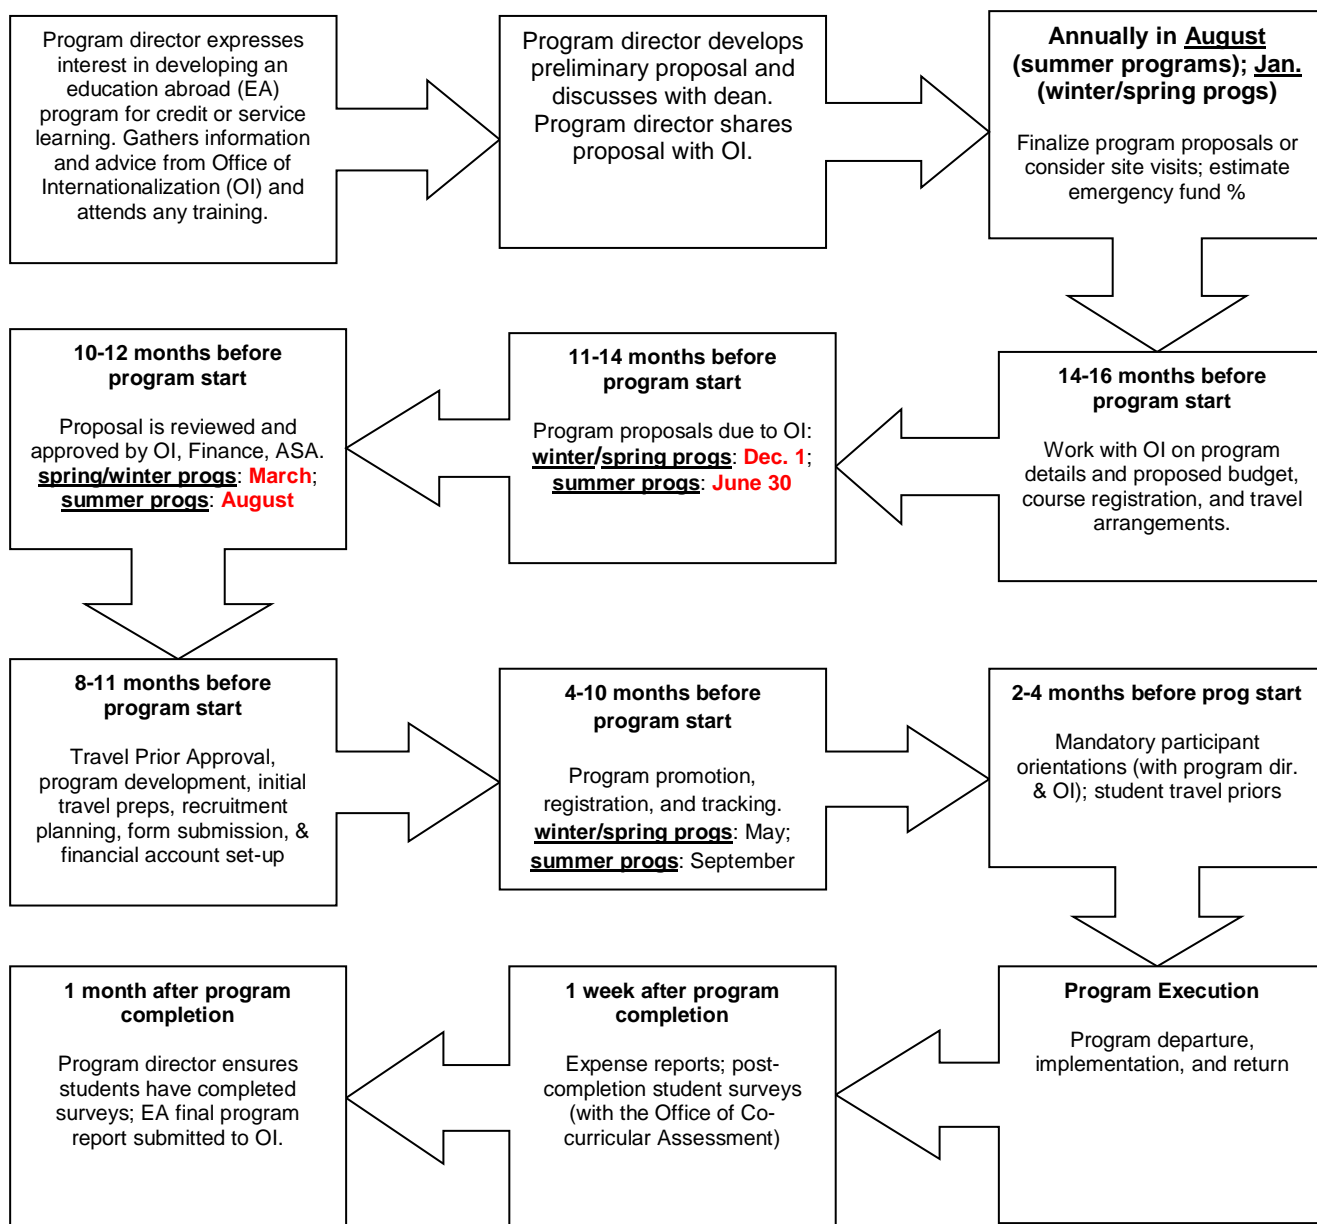 Program director expresses
interest in developing an
education abroad (EA)
program for credit or service
learning. Gathers information
and advice from Office of
Internationalization (OI) and
attends any training.
Program director develops
preliminary proposal and
discusses with dean.
Program director shares
proposal with OI.
Annually in August
(summer programs); Jan.
(winter/spring progs)
Finalize program proposals or
consider site visits; estimate
emergency fund %
14-16 months before
program start
Work with OI on program
details and proposed budget,
course registration, and travel
arrangements.
11-14 months before
program start
Program proposals due to OI:
winter/spring progs: Dec. 1;
summer progs: June 30
10-12 months before
program start
Proposal is reviewed and
approved by OI, Finance, ASA.
spring/winter progs: March;
summer progs: August
8-11 months before
program start
Travel Prior Approval,
program development, initial
travel preps, recruitment
planning, form submission, &
financial account set-up
4-10 months before
program start
Program promotion,
registration, and tracking.
winter/spring progs: May;
summer progs: September
2-4 months before prog start
Mandatory participant
orientations (with program dir.
& OI); student travel priors
Program Execution
Program departure,
implementation, and return
1 week after program
completion
Expense reports; post-
completion student surveys
(with the Office of Co-
curricular Assessment)
1 month after program
completion
Program director ensures
students have completed
surveys; EA final program
report submitted to OI.